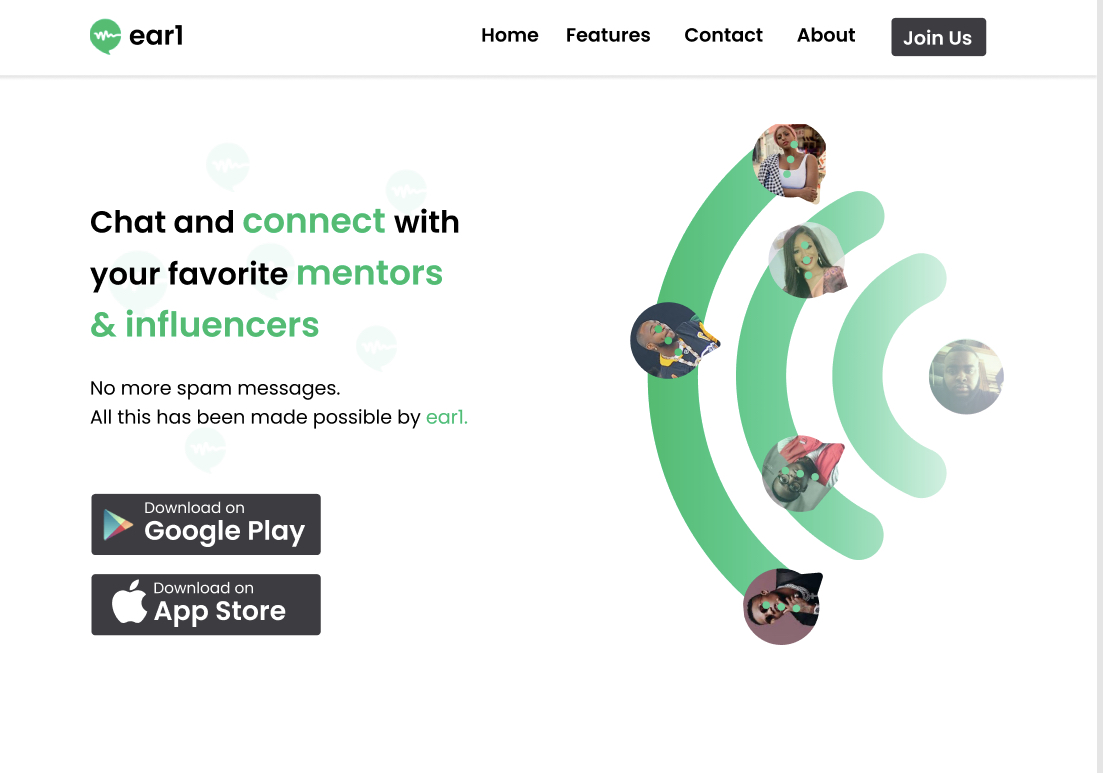 ear1
Home Features Contact About Join Us
Chat and connect with
your favorite mentors
& influencers
No more spam messages.
All this has been made possible by ear1.
Download on
Google Play
Download on
App Store